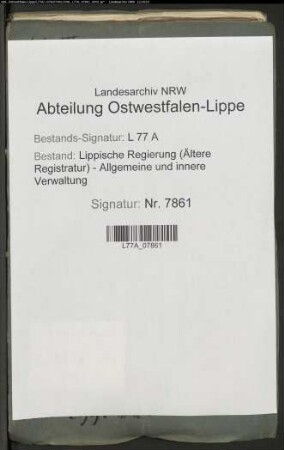 Landesarchiv NRW
Abteilung Ostwestfalen-Lippe
Bestands-Signatur: L 77 A
Bestand: Lippische Regierung (Ältere
Registratur) - Allgemeine und innere
Verwaltung
Signatur: Nr. 7861
L77A_07861